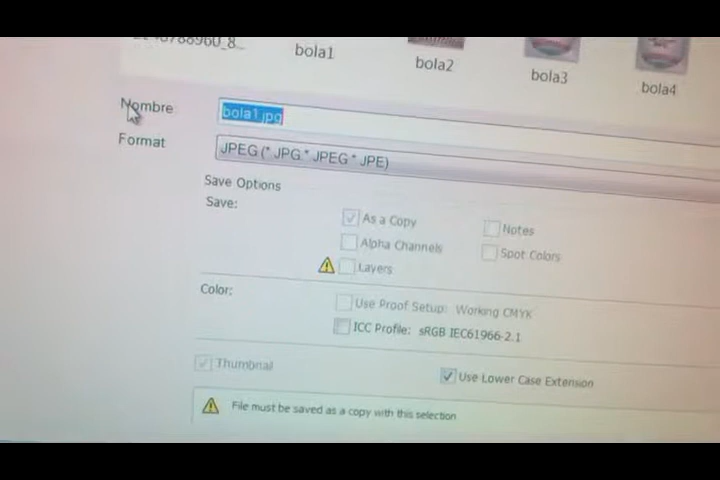 bola1
bola2
bola3
bola4
Nombre
bola1.jpg
Format
JPEG (*.JPG;*.JPEG;*.JPE)
Save Options
Save:
As a Copy
Notes
Alpha Channels
Spot Colors
Layers
Color:
Use Proof Setup: Working CMYK
ICC Profile: sRGB IEC61966-2.1
Thumbnail
Use Lower Case Extension
File must be saved as a copy with this selection